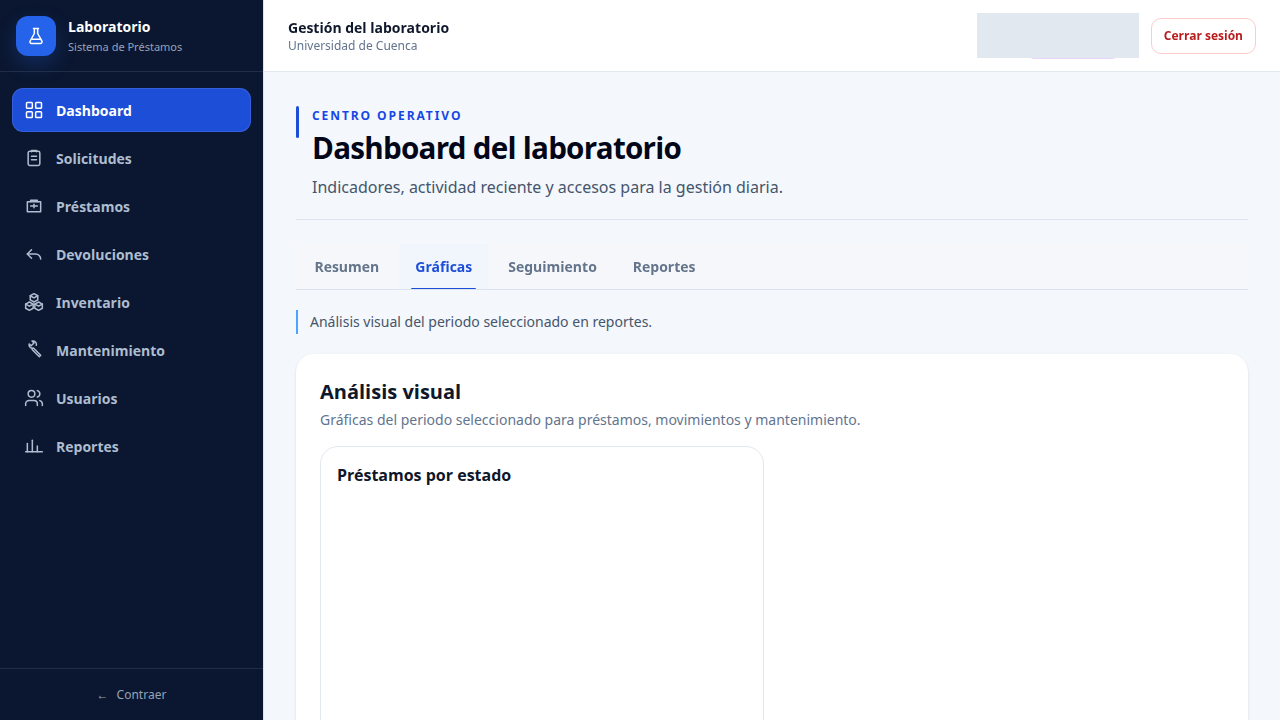 Laboratorio
Sistema de Préstamos
Dashboard
Solicitudes
Préstamos
Devoluciones
Inventario
Mantenimiento
Usuarios
Reportes
← Contraer
Gestión del laboratorio
Universidad de Cuenca
Cerrar sesión
CENTRO OPERATIVO
Dashboard del laboratorio
Indicadores, actividad reciente y accesos para la gestión diaria.
Resumen Gráficas Seguimiento Reportes
Análisis visual del periodo seleccionado en reportes.
Análisis visual
Gráficas del periodo seleccionado para préstamos, movimientos y mantenimiento.
Préstamos por estado